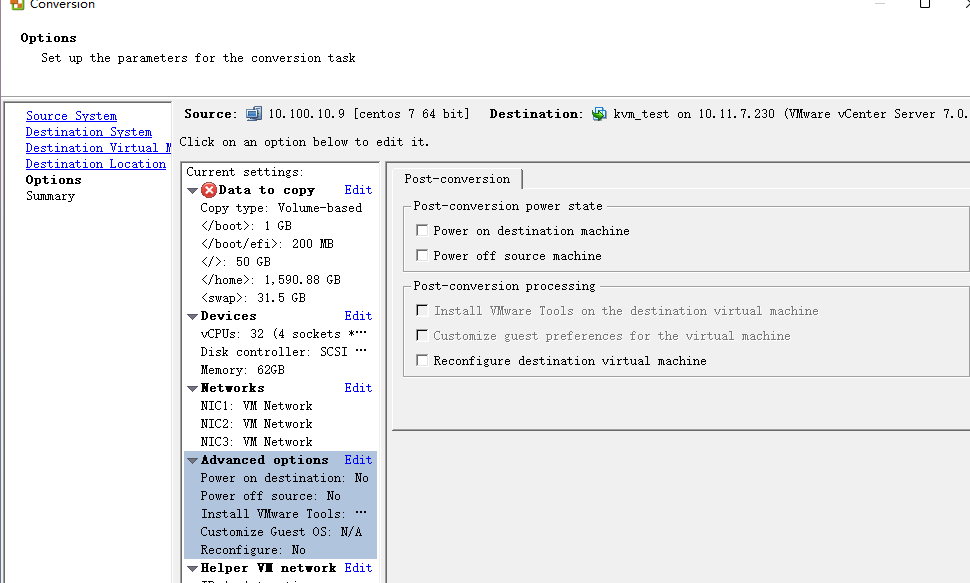 Conversion
Options
Set up the parameters for the conversion task
Source System
Destination System
Destination Virtual M
Destination Location
Options
Summary
Source: 10.100.10.9 [centos 7 64 bit] Destination: kvm_test on 10.11.7.230 (VMware vCenter Server 7.0.
Click on an option below to edit it.
Current settings:
Data to copy Edit
Copy type: Volume-based
</boot>: 1 GB
</boot/efi>: 200 MB
</>: 50 GB
</home>: 1,590.88 GB
<swap>: 31.5 GB
Devices Edit
vCPUs: 32 (4 sockets *...
Disk controller: SCSI ...
Memory: 62GB
Networks Edit
NIC1: VM Network
NIC2: VM Network
NIC3: VM Network
Advanced options Edit
Power on destination: No
Power off source: No
Install VMware Tools: ...
Customize Guest OS: N/A
Reconfigure: No
Helper VM network Edit
Post-conversion
Post-conversion power state
Power on destination machine
Power off source machine
Post-conversion processing
Install VMware Tools on the destination virtual machine
Customize guest preferences for the virtual machine
Reconfigure destination virtual machine